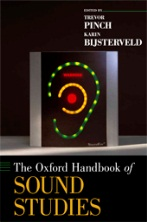 EDITED BY
TREVOR
PINCH
KARIN
BIJSTERVELD
The Oxford Handbook of
SOUND
STUDIES